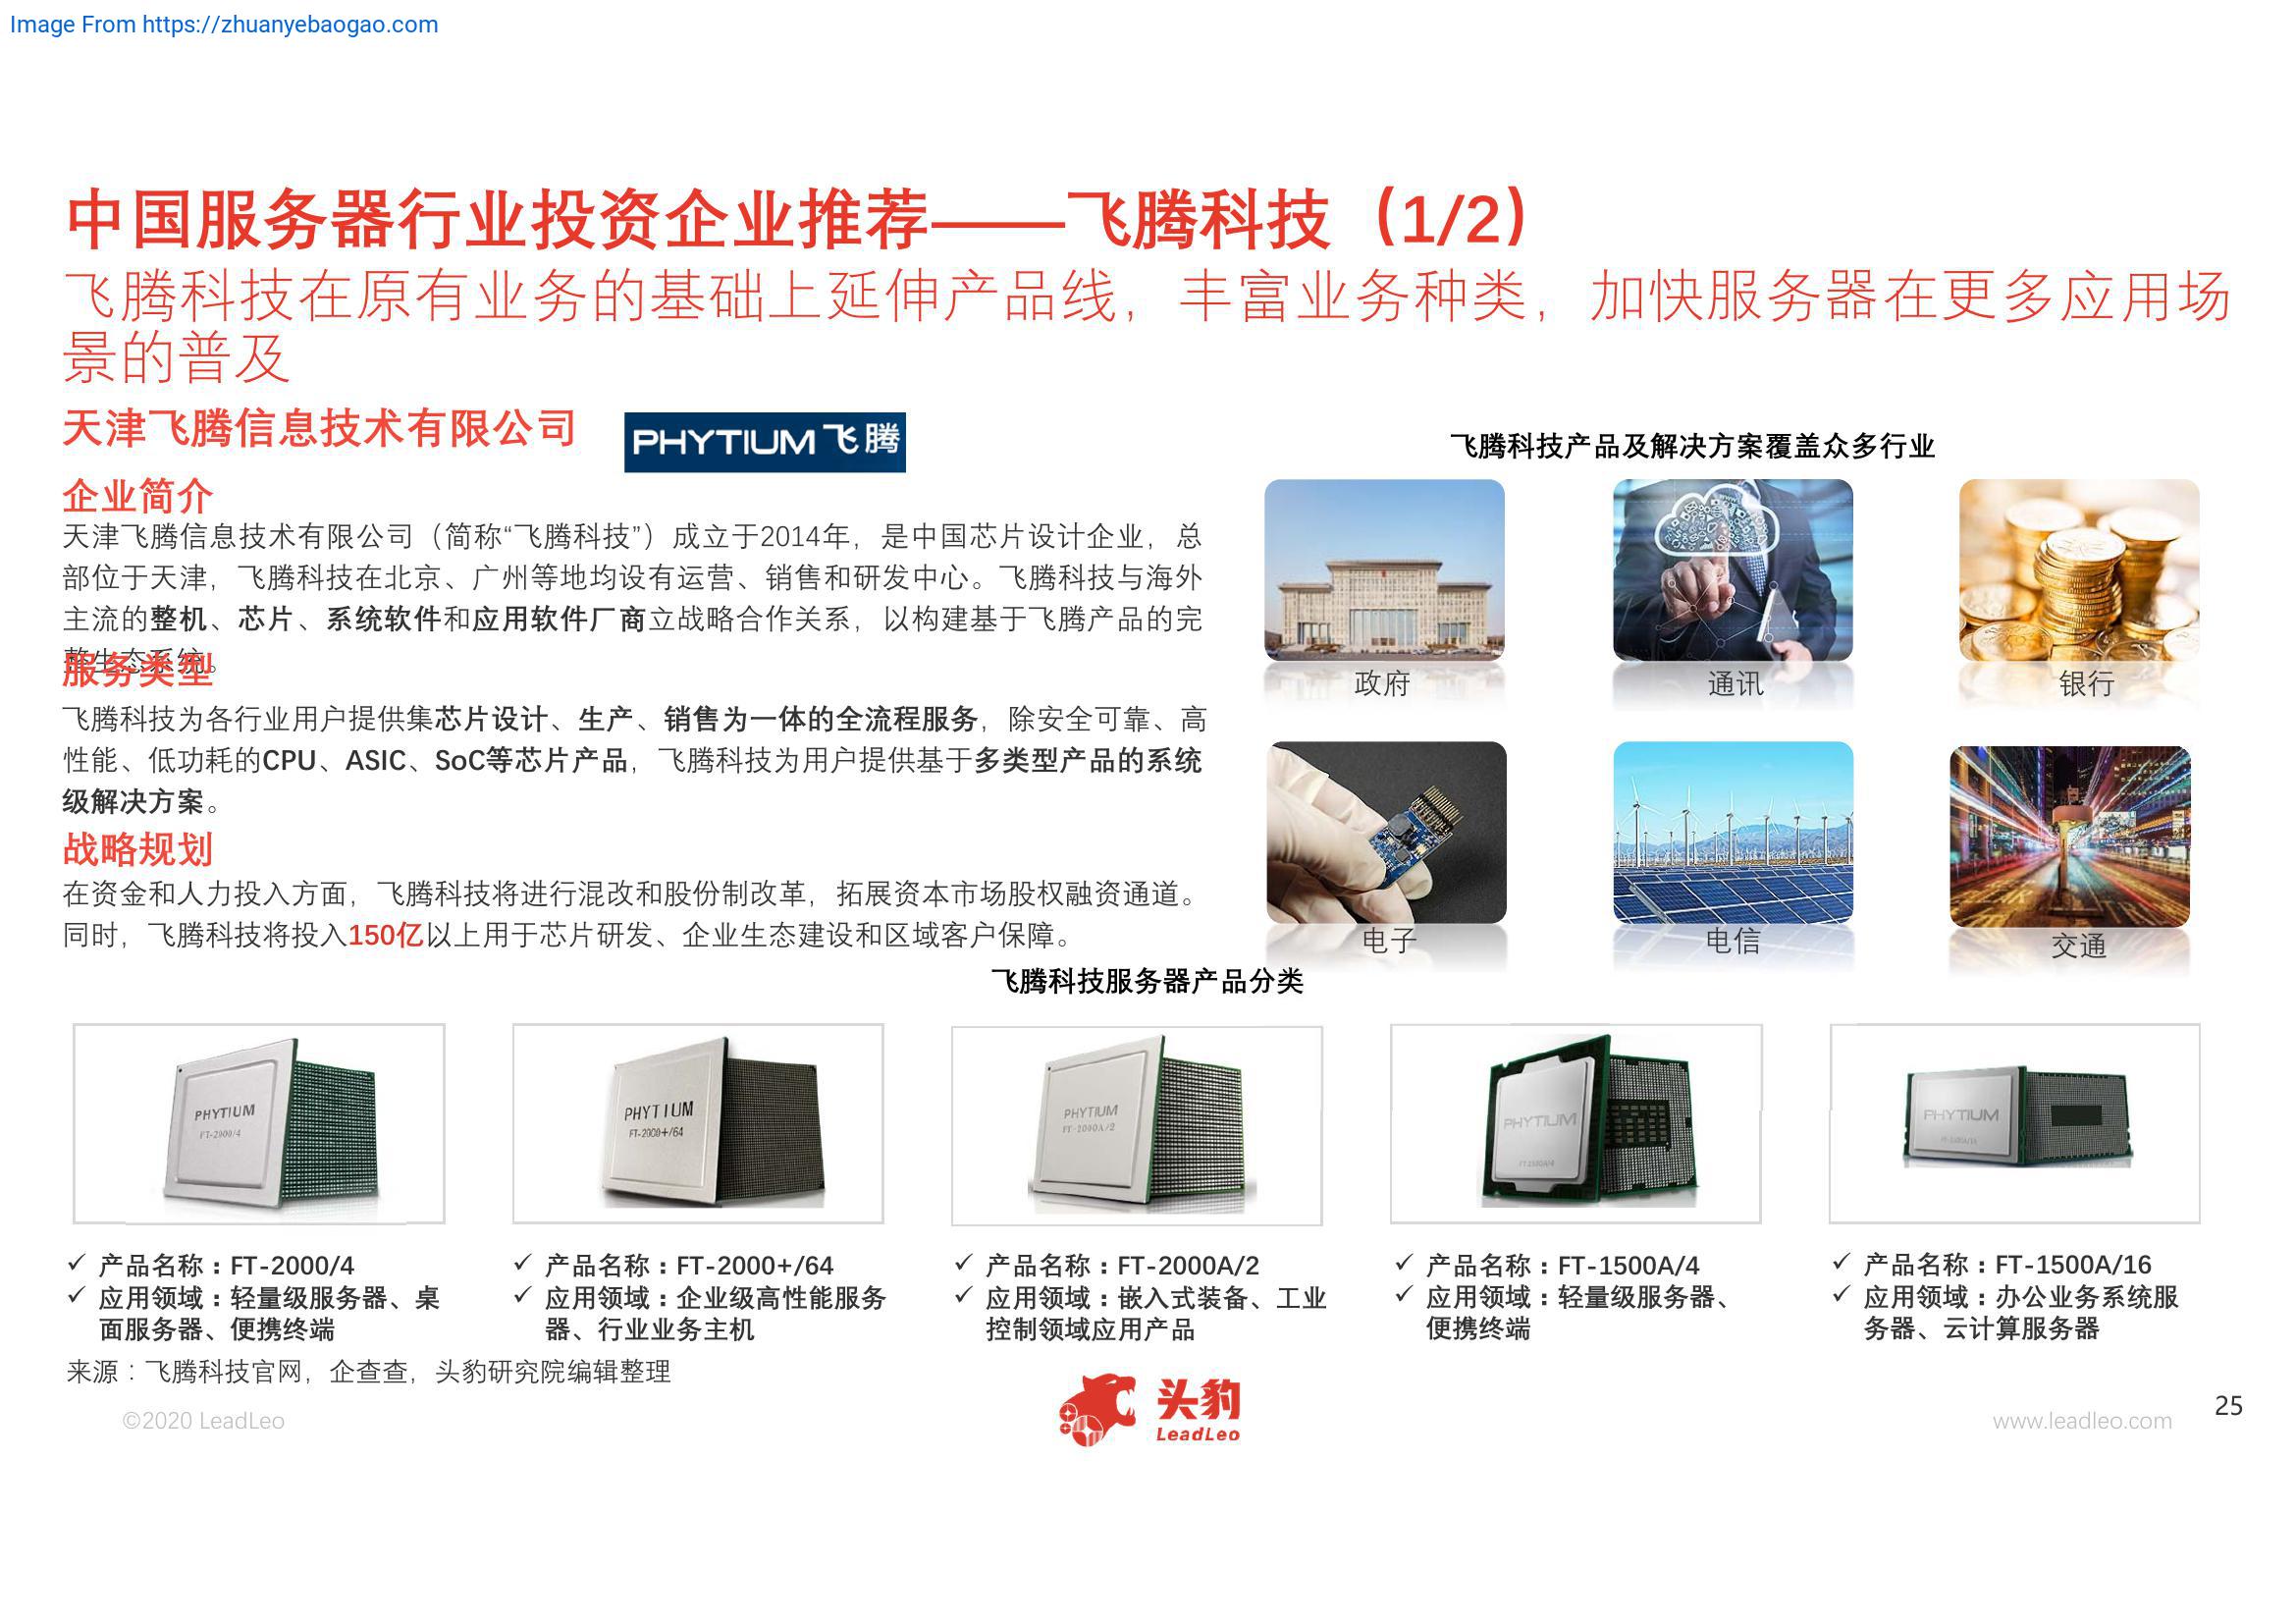 Image From https://zhuanyebaogao.com
中国服务器行业投资企业推荐——飞腾科技（1/2）
飞腾科技在原有业务的基础上延伸产品线，丰富业务种类，加快服务器在更多应用场
景的普及
天津飞腾信息技术有限公司
PHYTIUM飞腾
企业简介
天津飞腾信息技术有限公司（简称“飞腾科技”）成立于2014年，是中国芯片设计企业，总
部位于天津，飞腾科技在北京、广州等地均设有运营、销售和研发中心。飞腾科技与海外
主流的整机、芯片、系统软件和应用软件厂商立战略合作关系，以构建基于飞腾产品的完
整生态系统。
服务类型
飞腾科技为各行业用户提供集芯片设计、生产、销售为一体的全流程服务，除安全可靠、高
性能、低功耗的CPU、ASIC、SoC等芯片产品，飞腾科技为用户提供基于多类型产品的系统
级解决方案。
战略规划
在资金和人力投入方面，飞腾科技将进行混改和股份制改革，拓展资本市场股权融资通道。
同时，飞腾科技将投入150亿以上用于芯片研发、企业生态建设和区域客户保障。
飞腾科技产品及解决方案覆盖众多行业
政府
通讯
银行
电子
电信
交通
飞腾科技服务器产品分类
PHYTIUM
FT-2000/4
PHYTIUM
FT-2000+/64
PHYTIUM
FT-2000A/2
PHYTIUM
FT-1500A/4
PHYTIUM
✓ 产品名称：FT-2000/4
✓ 应用领域：轻量级服务器、桌
面服务器、便携终端
✓ 产品名称：FT-2000+/64
✓ 应用领域：企业级高性能服务
器、行业业务主机
✓ 产品名称：FT-2000A/2
✓ 应用领域：嵌入式装备、工业
控制领域应用产品
✓ 产品名称：FT-1500A/4
✓ 应用领域：轻量级服务器、
便携终端
✓ 产品名称：FT-1500A/16
✓ 应用领域：办公业务系统服
务器、云计算服务器
来源：飞腾科技官网，企查查，头豹研究院编辑整理
©2020 LeadLeo
头豹
LeadLeo
www.leadleo.com
25